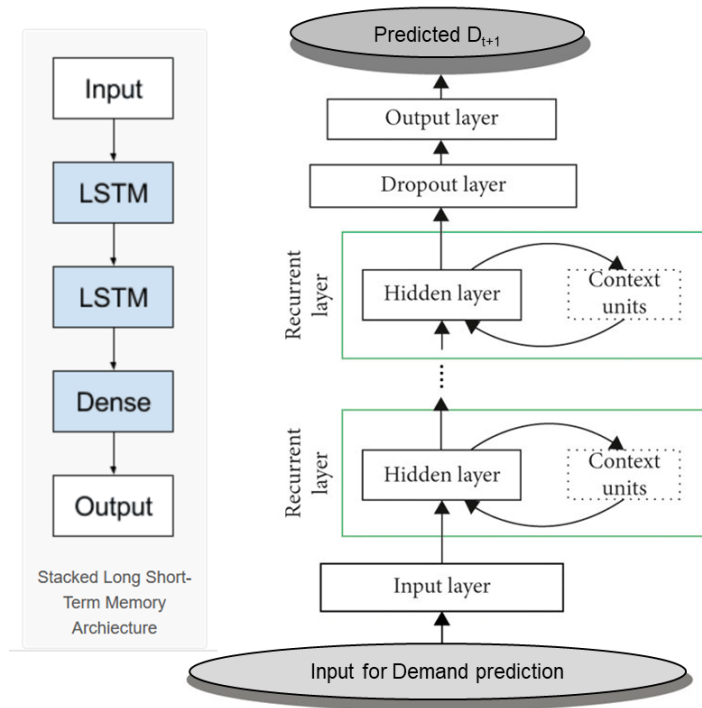 Input
LSTM
LSTM
Dense
Output
Stacked Long Short-
Term Memory
Archiecture
Predicted D_{t+1}
Output layer
Dropout layer
Recurrent
layer
Hidden layer
Context
units
Recurrent
layer
Hidden layer
Context
units
Input layer
Input for Demand prediction